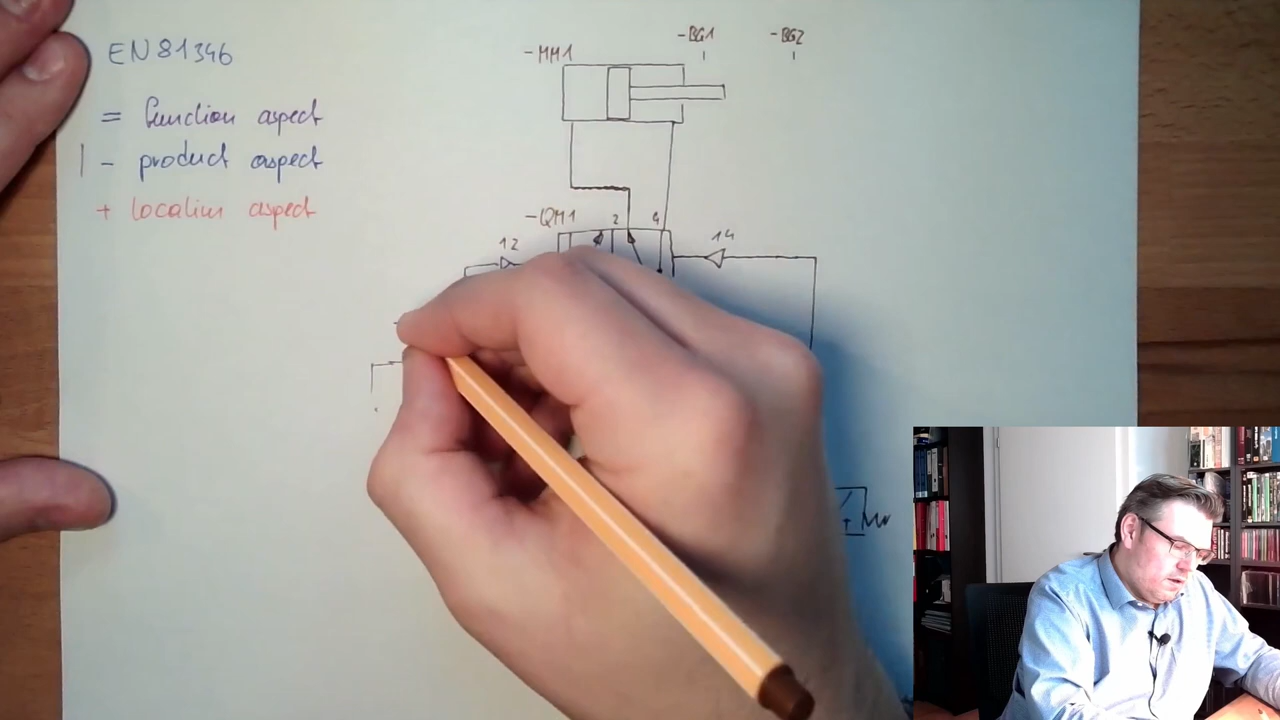 EN 81346
= function aspect
| - product aspect
+ location aspect
-BG1 -BG2
-MM1
-QM1 2 4
12 14